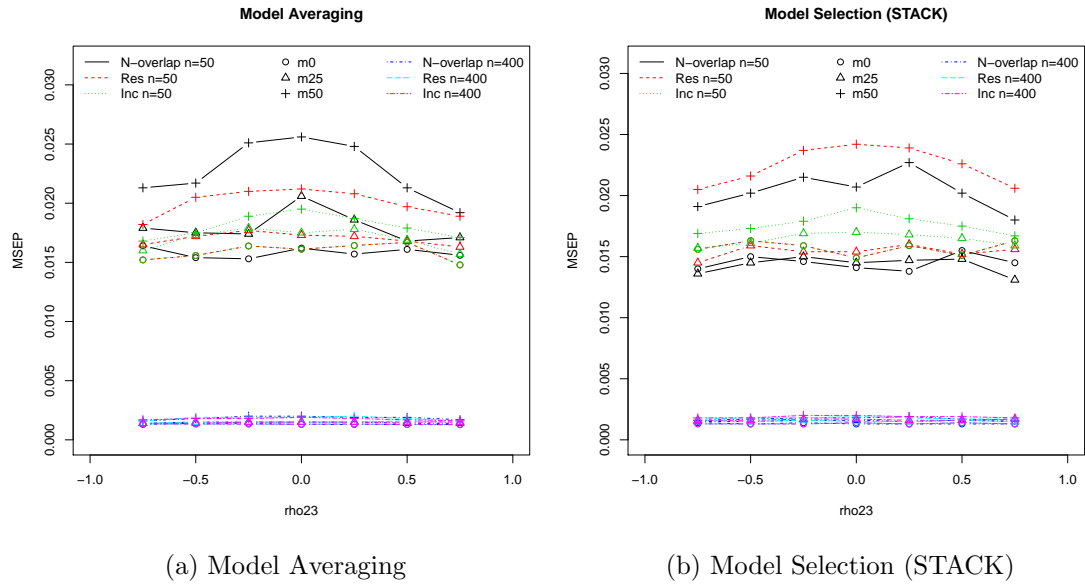 Model Averaging
N-overlap n=50
Res n=50
Inc n=50
m0
m25
m50
N-overlap n=400
Res n=400
Inc n=400
MSEP
0.030
0.025
0.020
0.015
0.010
0.005
0.000
−1.0 −0.5 0.0 0.5 1.0
rho23
(a) Model Averaging
Model Selection (STACK)
N-overlap n=50
Res n=50
Inc n=50
m0
m25
m50
N-overlap n=400
Res n=400
Inc n=400
MSEP
0.030
0.025
0.020
0.015
0.010
0.005
0.000
−1.0 −0.5 0.0 0.5 1.0
rho23
(b) Model Selection (STACK)